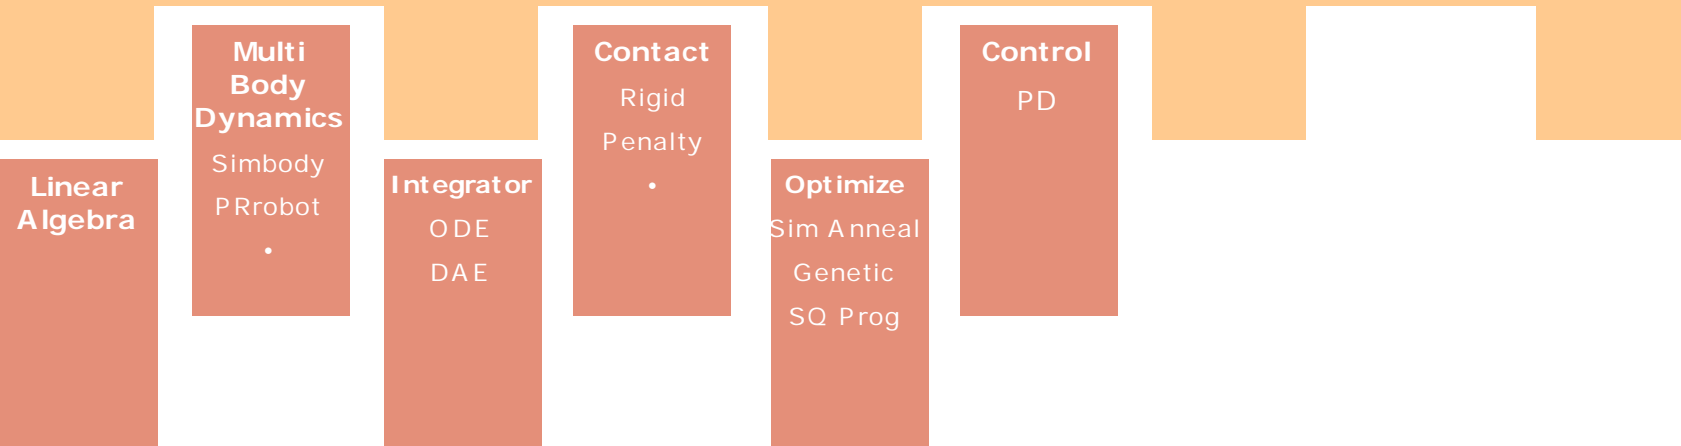 Linear
Algebra
Multi
Body
Dynamics
Simbody
PRrobot
•
Integrator
ODE
DAE
Contact
Rigid
Penalty
•
Optimize
Sim Anneal
Genetic
SQ Prog
Control
PD